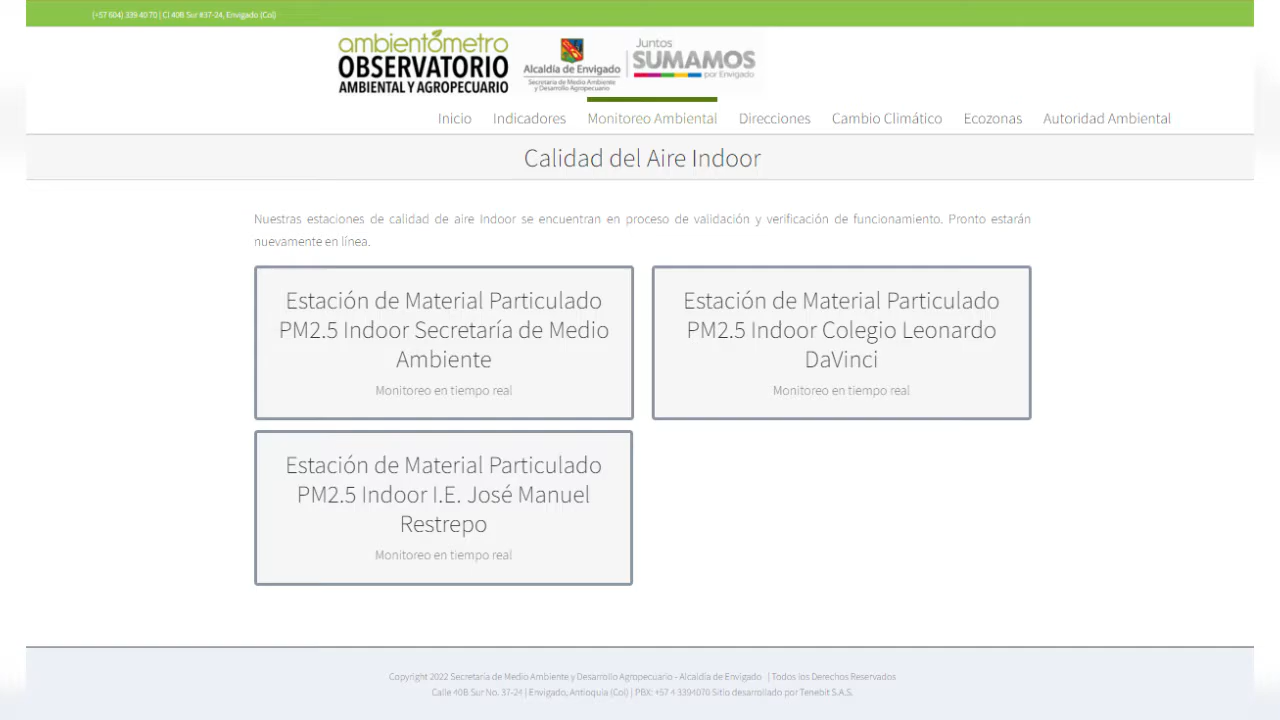 (+57 604) 339 40 70 | Cl 40B Sur #37-24, Envigado (Col)
ambientómetro
OBSERVATORIO
AMBIENTAL Y AGROPECUARIO
Alcaldía de Envigado
Secretaría de Medio Ambiente
y Desarrollo Agropecuario
Juntos
SUMAMOS
por Envigado
Inicio Indicadores Monitoreo Ambiental Direcciones Cambio Climático Ecozonas Autoridad Ambiental
Calidad del Aire Indoor
Nuestras estaciones de calidad de aire Indoor se encuentran en proceso de validación y verificación de funcionamiento. Pronto estarán
nuevamente en línea.
Estación de Material Particulado
PM2.5 Indoor Secretaría de Medio
Ambiente
Monitoreo en tiempo real
Estación de Material Particulado
PM2.5 Indoor Colegio Leonardo
DaVinci
Monitoreo en tiempo real
Estación de Material Particulado
PM2.5 Indoor I.E. José Manuel
Restrepo
Monitoreo en tiempo real
Copyright 2022 Secretaria de Medio Ambiente y Desarrollo Agropecuario - Alcaldía de Envigado | Todos los Derechos Reservados
Calle 40B Sur No. 37-24 | Envigado, Antioquia (Col) | PBX: +57 4 3394070 Sitio desarrollado por Tenebit S.A.S.